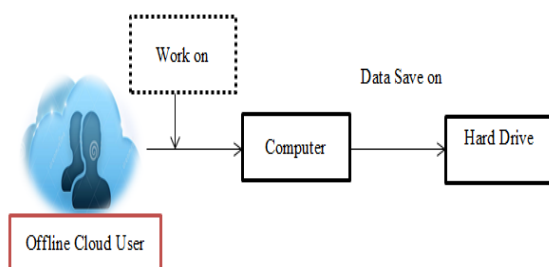 Work on
Data Save on
Computer
Hard Drive
Offline Cloud User